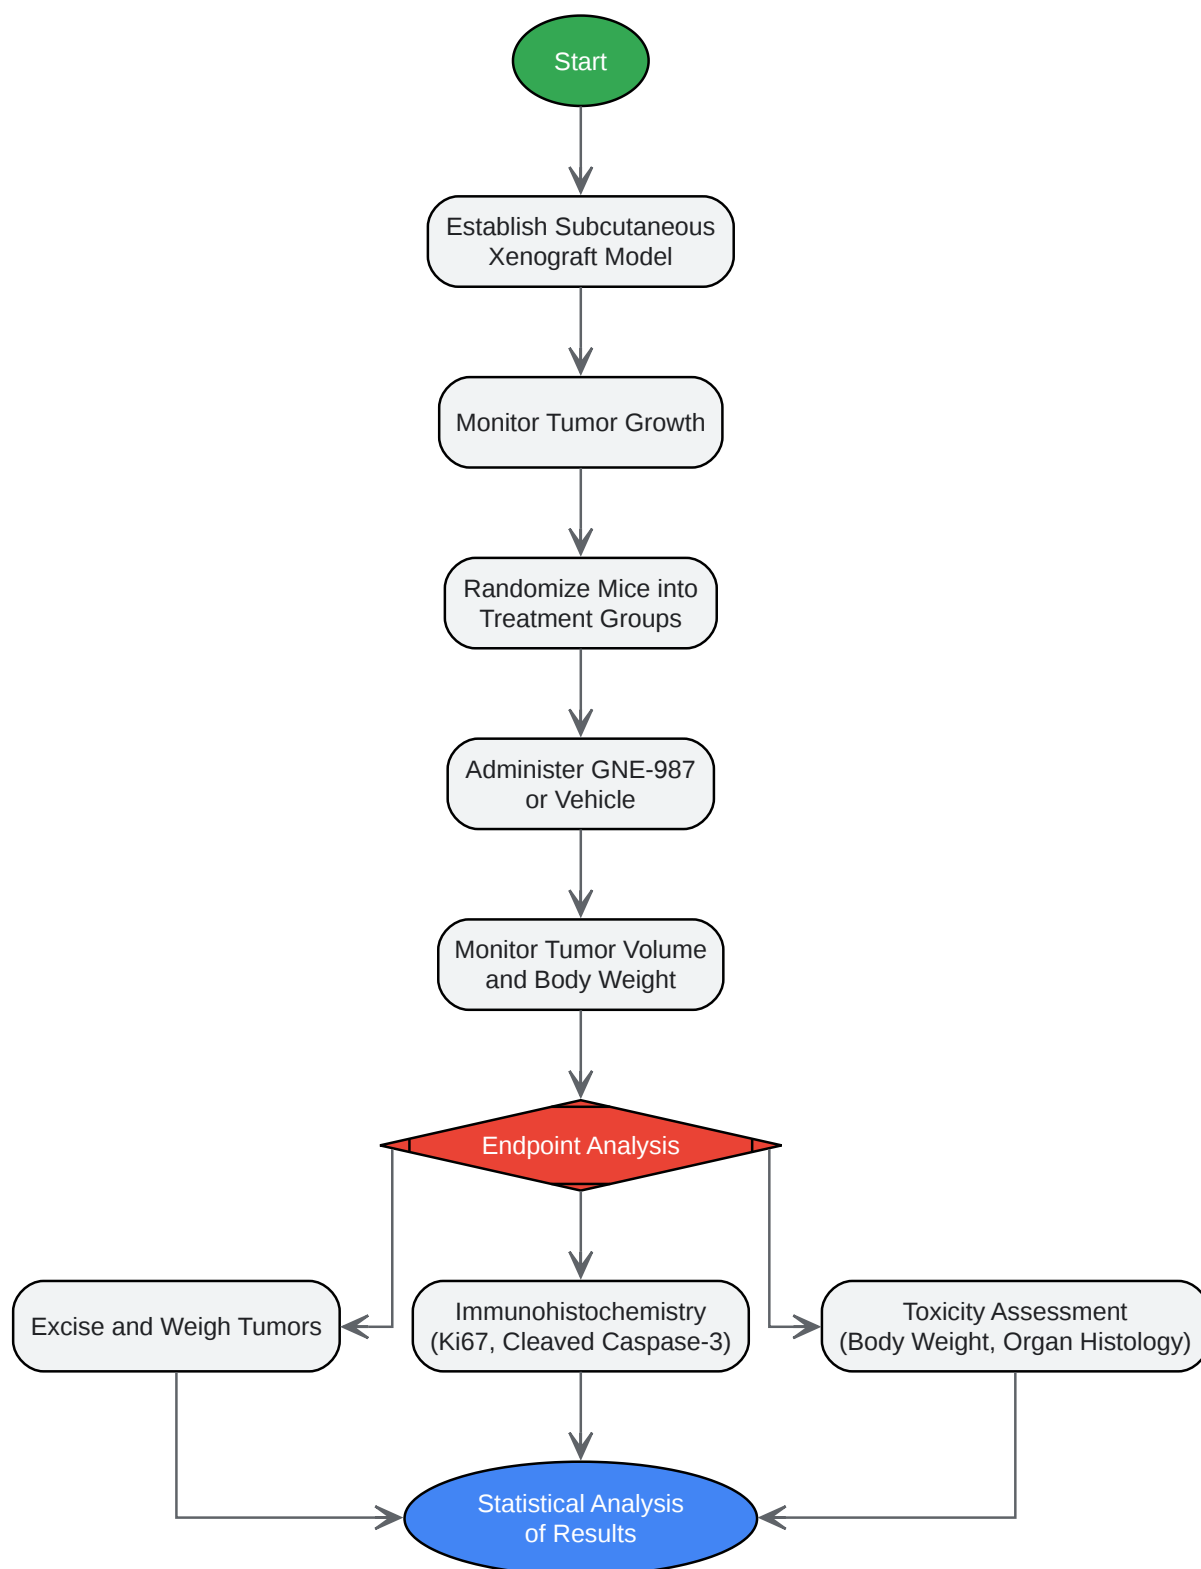 Start
Establish Subcutaneous
Xenograft Model
Monitor Tumor Growth
Randomize Mice into
Treatment Groups
Administer GNE-987
or Vehicle
Monitor Tumor Volume
and Body Weight
Endpoint Analysis
Excise and Weigh Tumors
Immunohistochemistry
(Ki67, Cleaved Caspase-3)
Toxicity Assessment
(Body Weight, Organ Histology)
Statistical Analysis
of Results